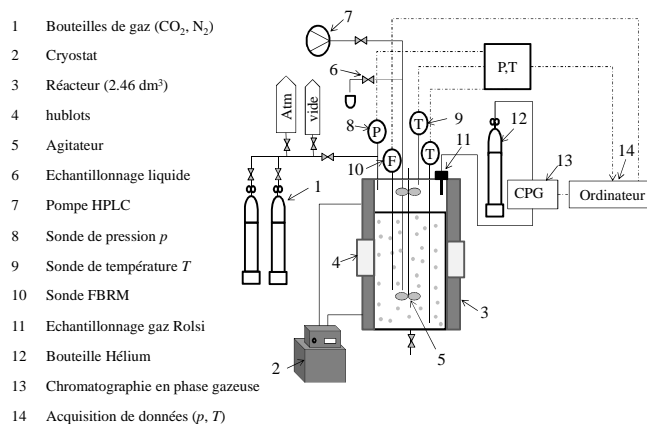 1 Bouteilles de gaz (CO₂, N₂)
2 Cryostat
3 Réacteur (2.46 dm³)
4 hublots
5 Agitateur
6 Echantillonnage liquide
7 Pompe HPLC
8 Sonde de pression p
9 Sonde de température T
10 Sonde FBRM
11 Echantillonnage gaz Rolsi
12 Bouteille Hélium
13 Chromatographie en phase gazeuse
14 Acquisition de données (p, T)
7
6
Atm
vide
8
P
T
9
P,T
F
10
T
11
12
13
14
CPG
Ordinateur
1
4
3
2
5